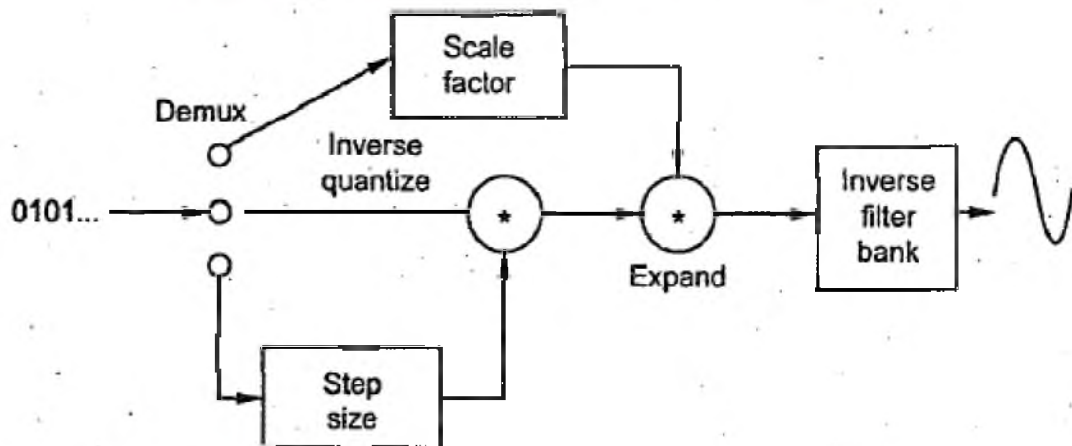 Scale
factor
Demux
Inverse
quantize
0101...
*
*
Expand
Inverse
filter
bank
Step
size